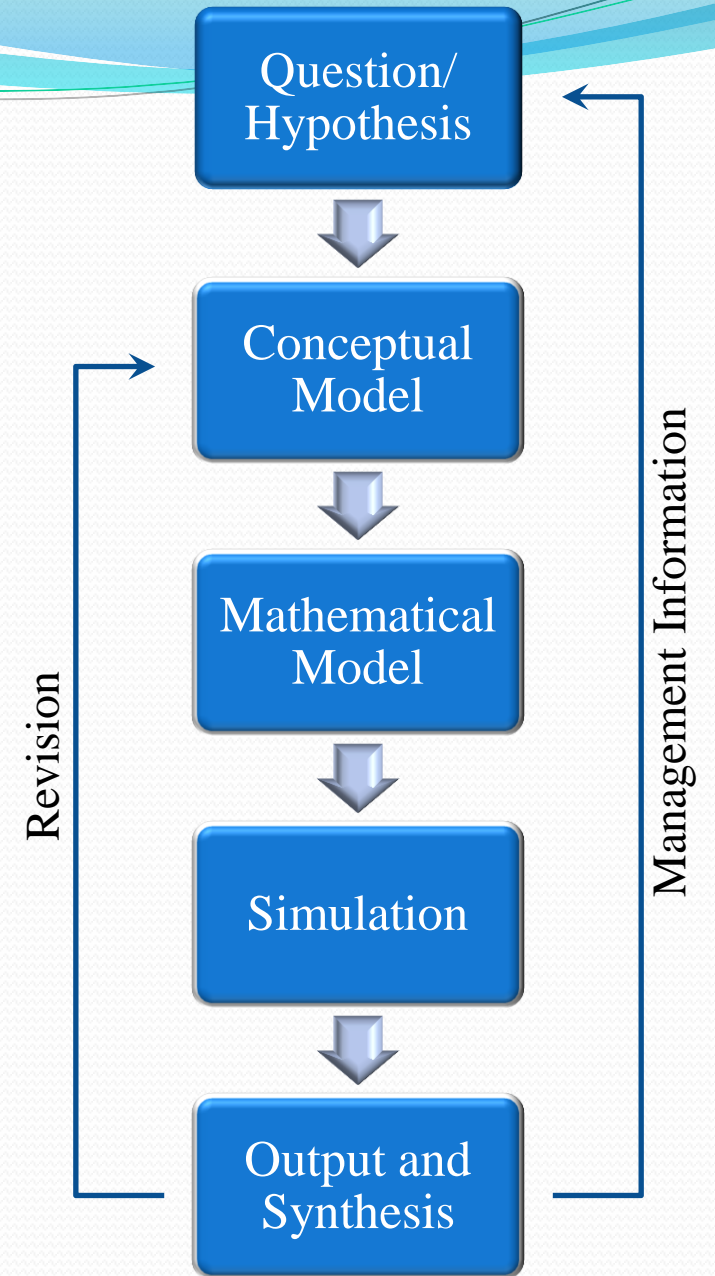 Question/
Hypothesis
Conceptual
Model
Mathematical
Model
Simulation
Output and
Synthesis
Revision
Management Information